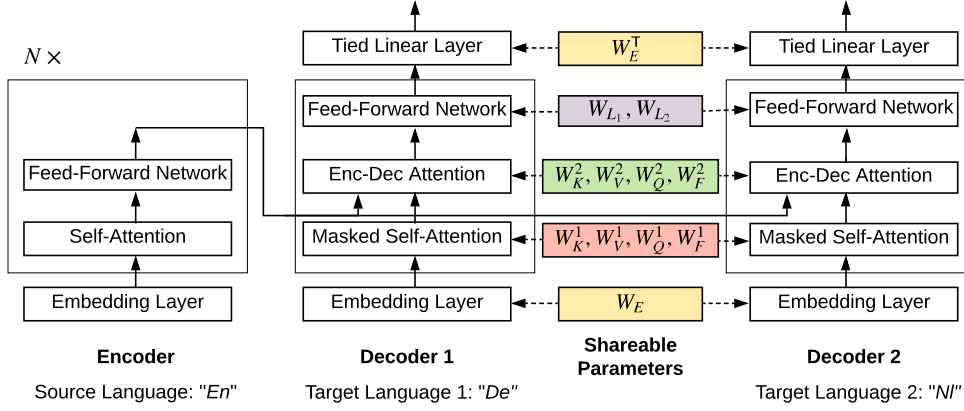 N ×
Tied Linear Layer
W_E^T
Tied Linear Layer
Feed-Forward Network
W_{L_1}, W_{L_2}
Feed-Forward Network
Feed-Forward Network
Enc-Dec Attention
W_K^2, W_V^2, W_Q^2, W_F^2
Enc-Dec Attention
Self-Attention
Masked Self-Attention
W_K^1, W_V^1, W_Q^1, W_F^1
Masked Self-Attention
Embedding Layer
Embedding Layer
W_E
Embedding Layer
Encoder
Decoder 1
Shareable
Parameters
Decoder 2
Source Language: "En"
Target Language 1: "De"
Target Language 2: "Nl"